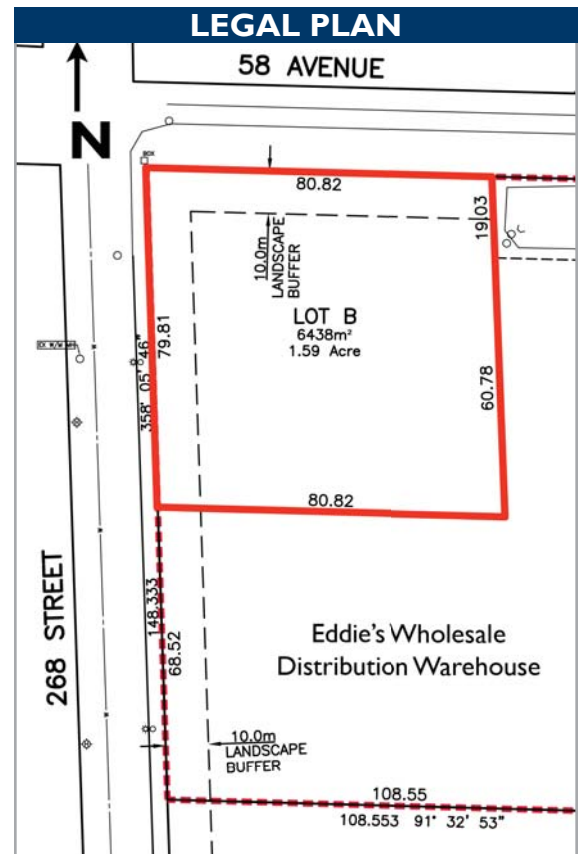 LEGAL PLAN
58 AVENUE
N
BOX
80.82
19.03
10.0m
LANDSCAPE
BUFFER
LOT B
6438m²
1.59 Acre
79.81
358° 05' 46"
60.78
80.82
268 STREET
148.333
68.52
Eddie's Wholesale
Distribution Warehouse
10.0m
LANDSCAPE
BUFFER
108.55
108.553 91° 32' 53"